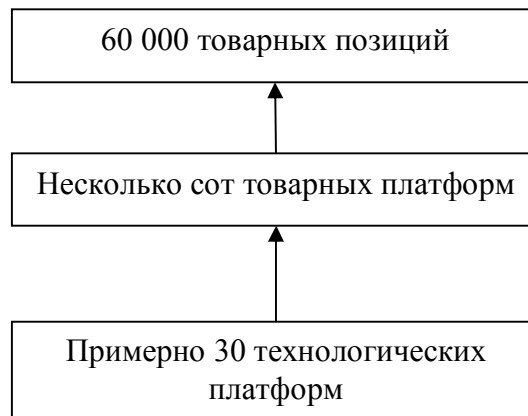 60 000 товарных позиций
Несколько сот товарных платформ
Примерно 30 технологических
платформ